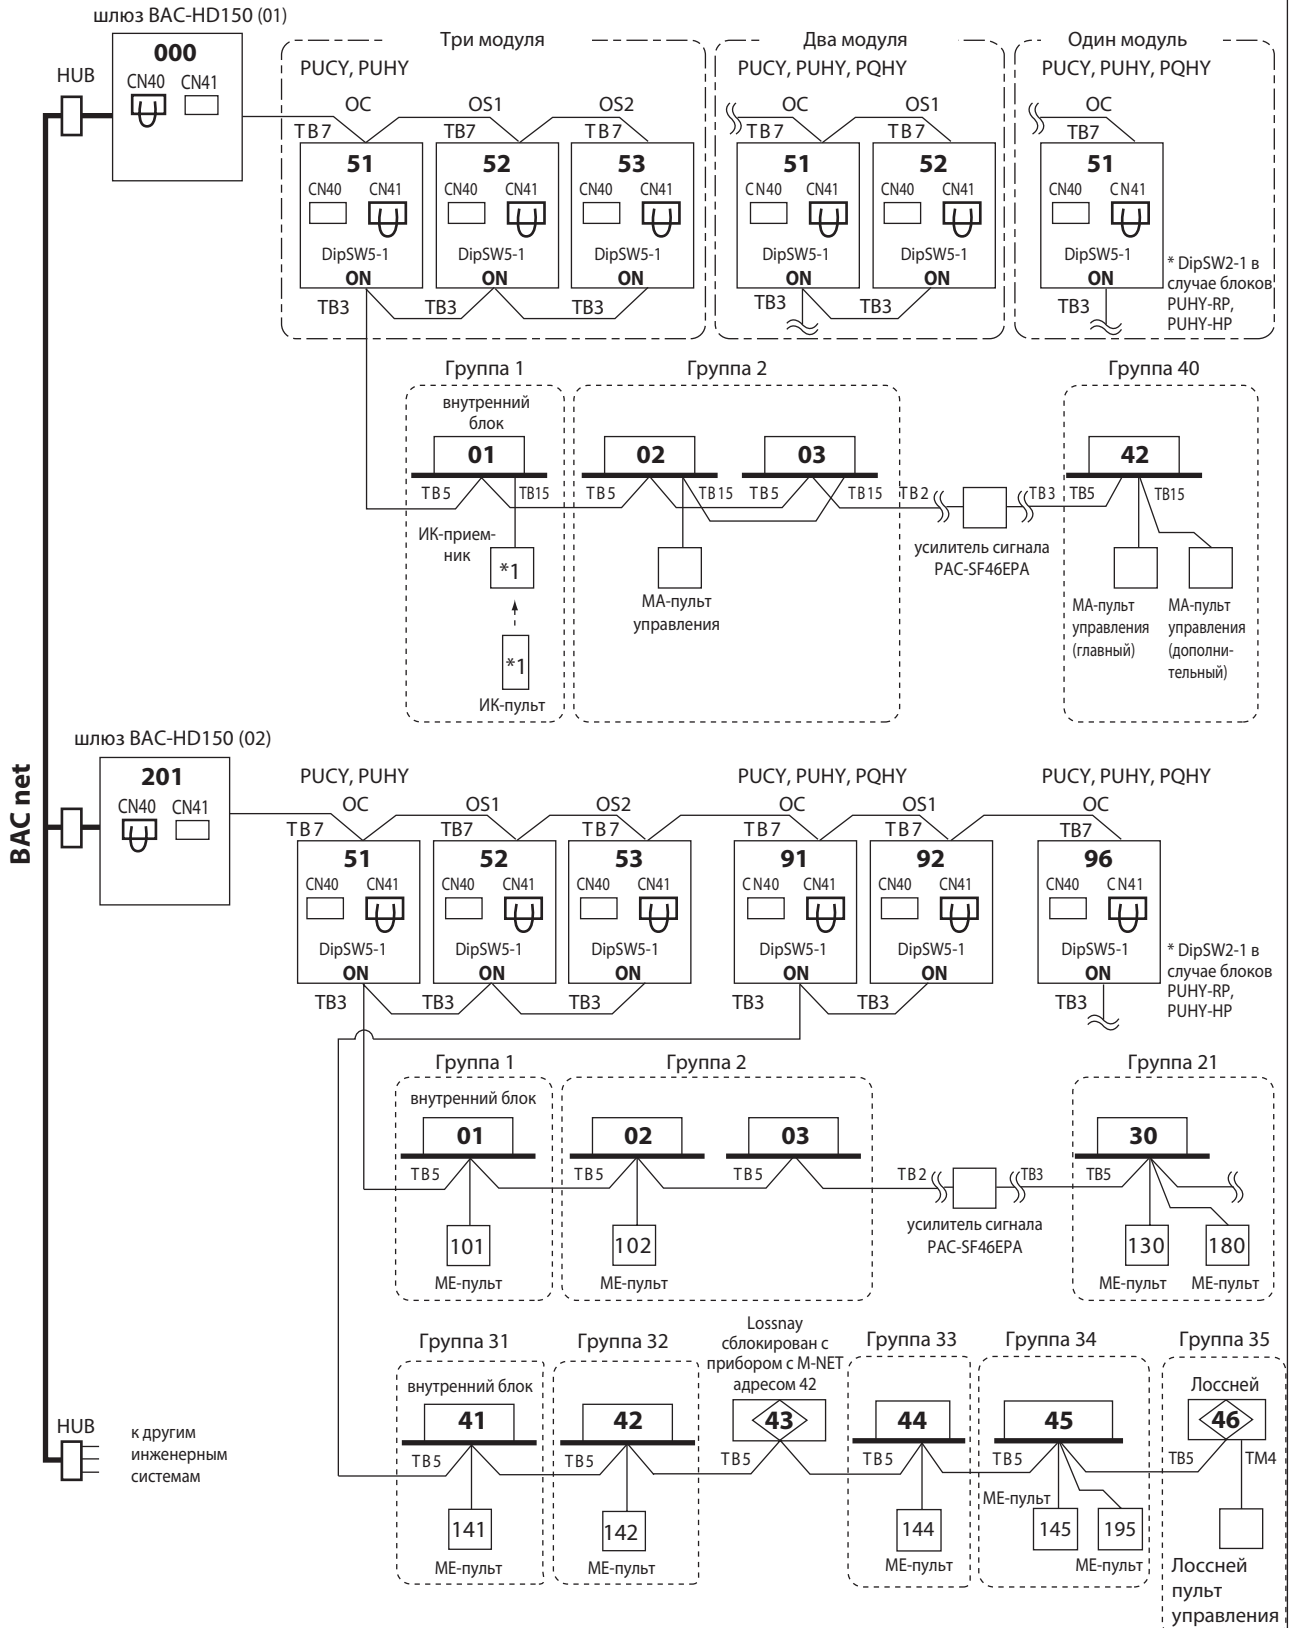 шлюз BAC-HD150 (01)
000
CN40 CN41
HUB
Три модуля
PUCY, PUHY
OC OS1 OS2
TB7 TB7 TB7
51 52 53
CN40 CN41 CN40 CN41 CN40 CN41
DipSW5-1 DipSW5-1 DipSW5-1
ON ON ON
TB3 TB3 TB3
Два модуля
PUCY, PUHY, PQHY
OC OS1
TB7 TB7
51 52
CN40 CN41 CN40 CN41
DipSW5-1 DipSW5-1
ON ON
TB3 TB3
Один модуль
PUCY, PUHY, PQHY
OC
TB7
51
CN40 CN41
DipSW5-1
ON
TB3
* DipSW2-1 в
случае блоков
PUHY-RP,
PUHY-HP
Группа 1
внутренний
блок
01
TB5 TB15
ИК-прием-
ник
*1
*1
ИК-пульт
Группа 2
02 03
TB5 TB15 TB5 TB15
МА-пульт
управления
TB2 TB3
усилитель сигнала
PAC-SF46EPA
Группа 40
42
TB5 TB15
МА-пульт
управления
(главный)
МА-пульт
управления
(дополни-
тельный)
BAC net
шлюз BAC-HD150 (02)
201
CN40 CN41
PUCY, PUHY
OC OS1 OS2
TB7 TB7 TB7
51 52 53
CN40 CN41 CN40 CN41 CN40 CN41
DipSW5-1 DipSW5-1 DipSW5-1
ON ON ON
TB3 TB3 TB3
PUCY, PUHY, PQHY
OC OS1
TB7 TB7
91 92
CN40 CN41 CN40 CN41
DipSW5-1 DipSW5-1
ON ON
TB3 TB3
PUCY, PUHY, PQHY
OC
TB7
96
CN40 CN41
DipSW5-1
ON
TB3
* DipSW2-1 в
случае блоков
PUHY-RP,
PUHY-HP
Группа 1
внутренний блок
01
TB5
101
МЕ-пульт
Группа 2
02 03
TB5 TB5
102
МЕ-пульт
TB2 TB3
усилитель сигнала
PAC-SF46EPA
Группа 21
30
TB5
130 180
МЕ-пульт МЕ-пульт
Группа 31
внутренний блок
41
TB5
141
МЕ-пульт
Группа 32
42
TB5
142
МЕ-пульт
Lossnay
сблокирован с
прибором с M-NET
адресом 42
43
TB5
Группа 33
44
TB5
144
МЕ-пульт
Группа 34
45
TB5
МЕ-пульт
145 195
МЕ-пульт
Группа 35
Лоссней
46
TB5 TM4
Лоссней
пульт
управления
HUB
к другим
инженерным
системам